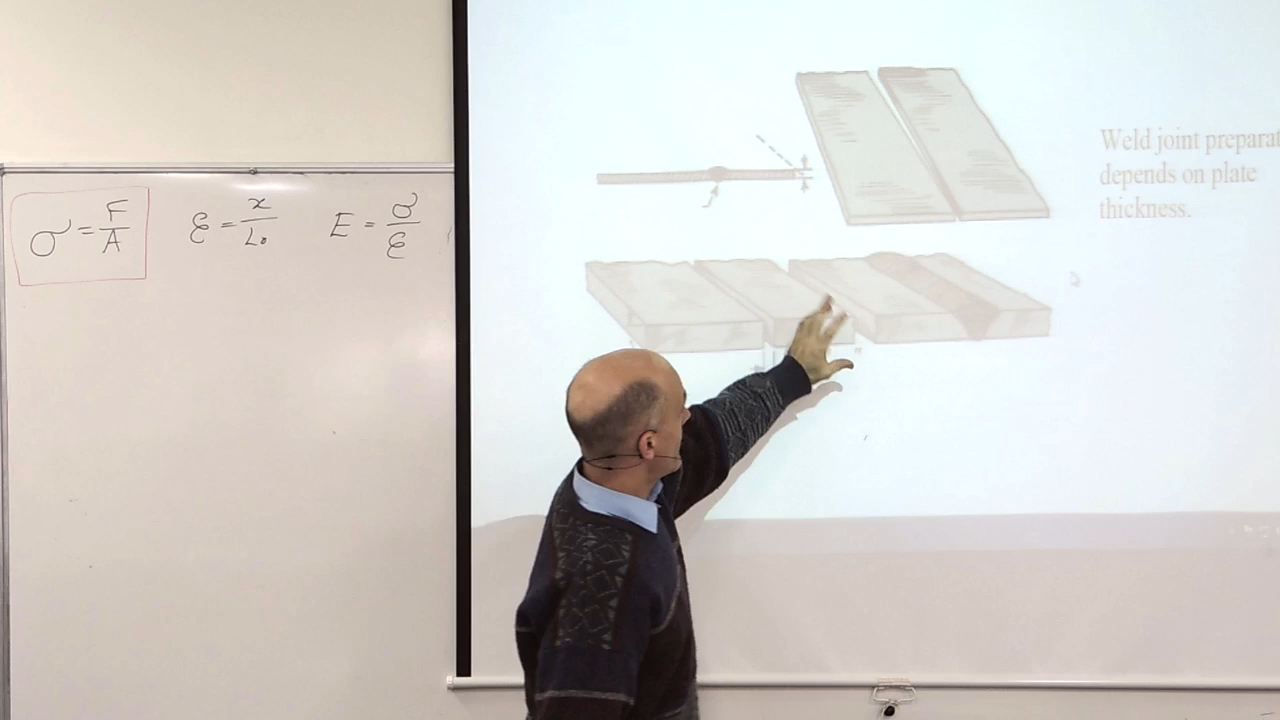 σ = F/A   ε = x/L₀   E = σ/ε
Weld joint preparat
depends on plate
thickness.